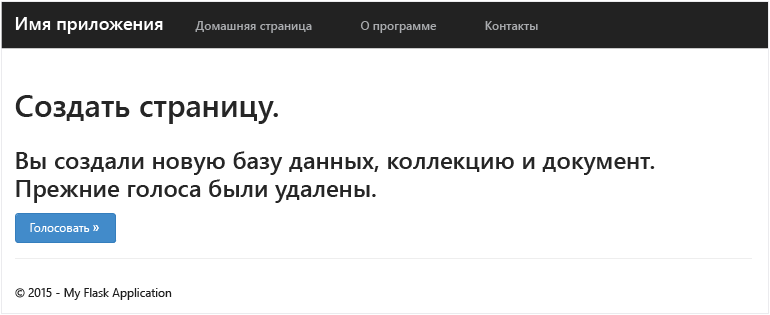 Имя приложения Домашняя страница О программе Контакты
Создать страницу.
Вы создали новую базу данных, коллекцию и документ.
Прежние голоса были удалены.
Голосовать »
© 2015 - My Flask Application